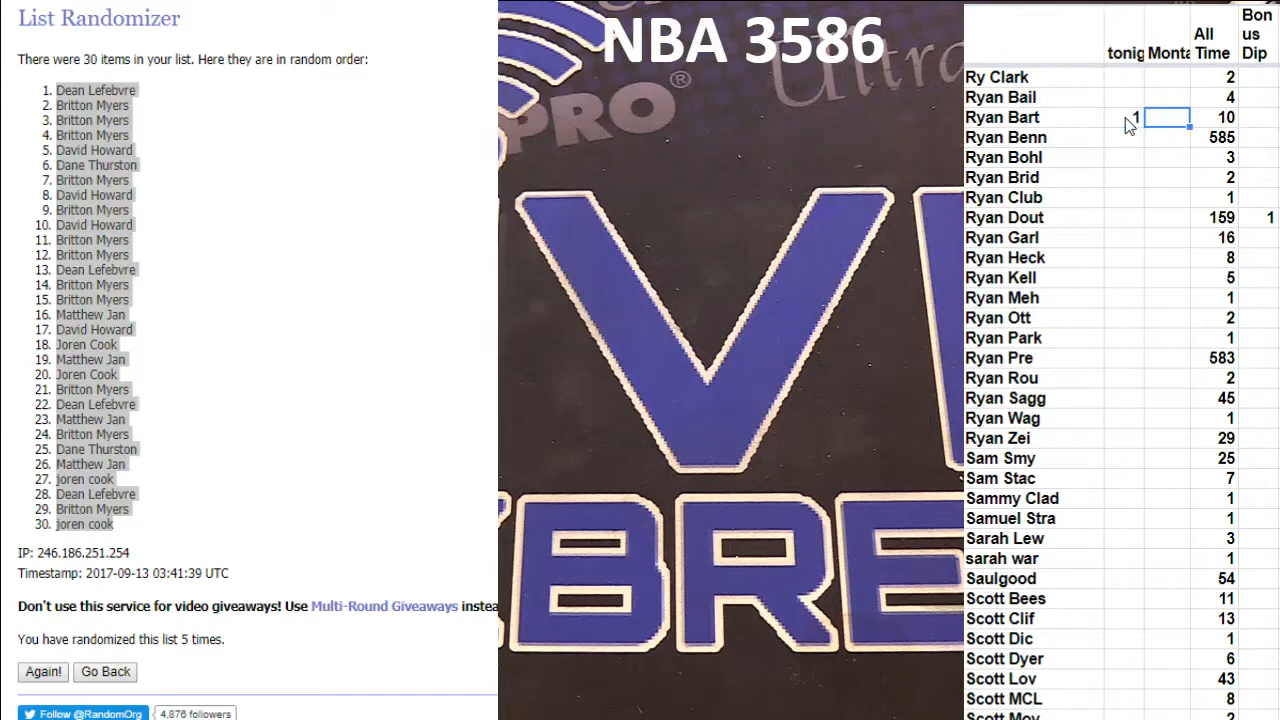 List Randomizer
There were 30 items in your list. Here they are in random order:
1. Dean Lefebvre
2. Britton Myers
3. Britton Myers
4. Britton Myers
5. David Howard
6. Dane Thurston
7. Britton Myers
8. David Howard
9. Britton Myers
10. David Howard
11. Britton Myers
12. Britton Myers
13. Dean Lefebvre
14. Britton Myers
15. Britton Myers
16. Matthew Jan
17. David Howard
18. Joren Cook
19. Matthew Jan
20. Joren Cook
21. Britton Myers
22. Dean Lefebvre
23. Matthew Jan
24. Britton Myers
25. Dane Thurston
26. Matthew Jan
27. joren cook
28. Dean Lefebvre
29. Britton Myers
30. joren cook
IP: 246.186.251.254
Timestamp: 2017-09-13 03:41:39 UTC
Don't use this service for video giveaways! Use Multi-Round Giveaways instea
You have randomized this list 5 times.
Again! Go Back
Follow @RandomOrg 4,876 followers
NBA 3586
Ultra
PRO®
V
BRE
tonig Monta All Time Bon us Dip
Ry Clark 2
Ryan Bail 4
Ryan Bart 1 10
Ryan Benn 585
Ryan Bohl 3
Ryan Brid 2
Ryan Club 1
Ryan Dout 159 1
Ryan Garl 16
Ryan Heck 8
Ryan Kell 5
Ryan Meh 1
Ryan Ott 2
Ryan Park 1
Ryan Pre 583
Ryan Rou 2
Ryan Sagg 45
Ryan Wag 1
Ryan Zei 29
Sam Smy 25
Sam Stac 7
Sammy Clad 1
Samuel Stra 1
Sarah Lew 3
sarah war 1
Saulgood 54
Scott Bees 11
Scott Clif 13
Scott Dic 1
Scott Dyer 6
Scott Lov 43
Scott MCL 8
Scott Moy 2